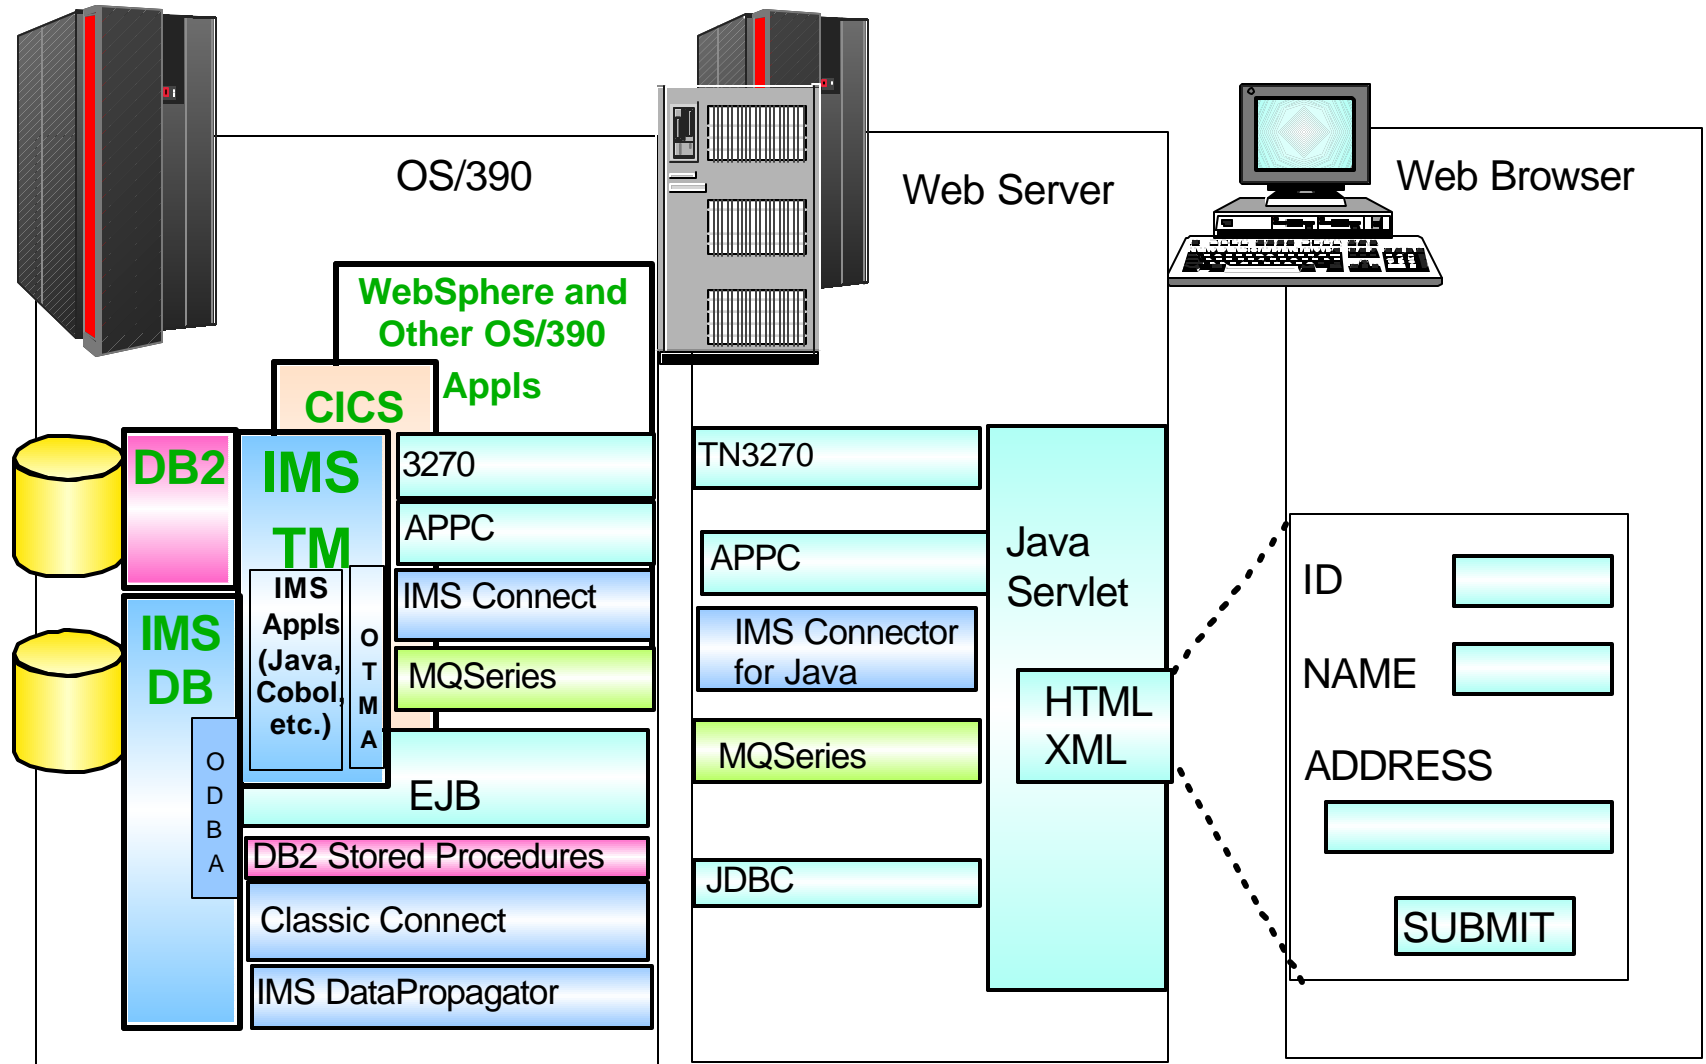 OS/390
WebSphere and
Other OS/390
Appls
CICS
DB2
IMS
TM
IMS
Appls
(Java,
Cobol,
etc.)
O
T
M
A
IMS
DB
O
D
B
A
3270
APPC
IMS Connect
MQSeries
EJB
DB2 Stored Procedures
Classic Connect
IMS DataPropagator
Web Server
TN3270
APPC
IMS Connector
for Java
MQSeries
JDBC
Java
Servlet
HTML
XML
Web Browser
ID
NAME
ADDRESS
SUBMIT